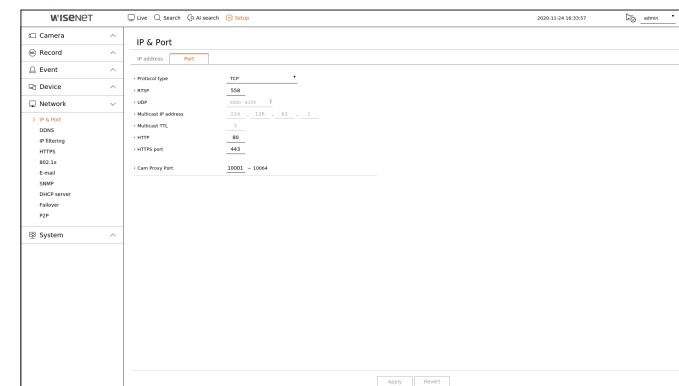 WISENET
Live Search AI search Setup 2020-11-24 16:33:57 admin
Camera
Record
Event
Device
Network
IP & Port
DDNS
IP filtering
HTTPS
802.1x
E-mail
SNMP
DHCP server
Failover
P2P
System
IP & Port
IP address Port
Protocol type TCP
RTSP 558
UDP
Multicast IP address 224 . 126 . 63 . 1
Multicast TTL 5
HTTP 80
HTTPS port 443
Cam Proxy Port 10001 ~ 10064
Apply Revert